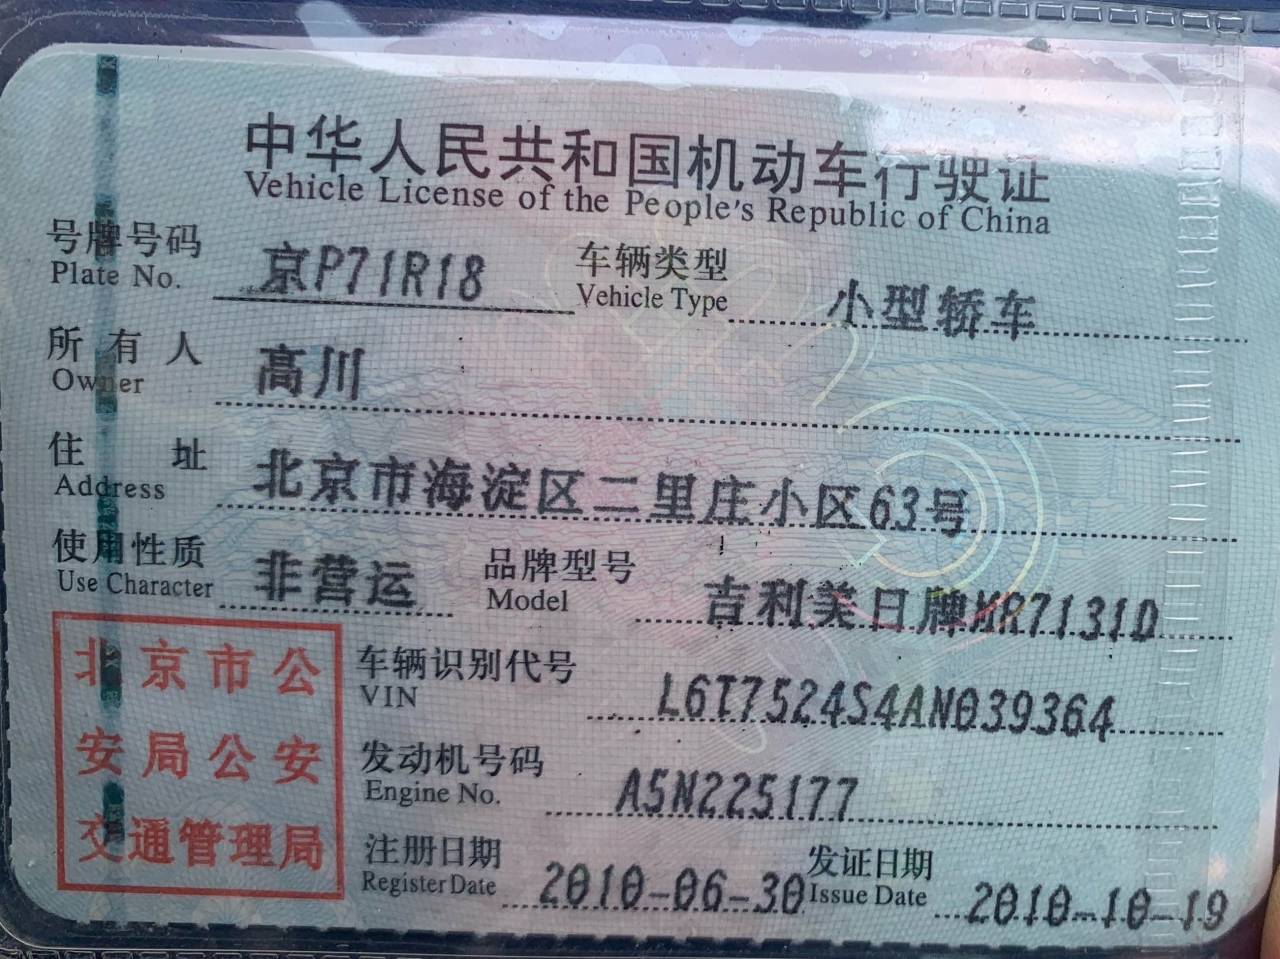 中华人民共和国机动车行驶证
Vehicle License of the People's Republic of China
号牌号码 京P71R18 车辆类型 小型轿车
Plate No. Vehicle Type
所有人 高川
Owner
住址 北京市海淀区二里庄小区63号
Address
使用性质 非营运 品牌型号 吉利美日牌MR7131D
Use Character Model
车辆识别代号 L6T7524S4AN039364
VIN
发动机号码 A5N225177
Engine No.
注册日期 2010-06-30 发证日期 2010-10-19
Register Date Issue Date
北京市公
安局公安
交通管理局